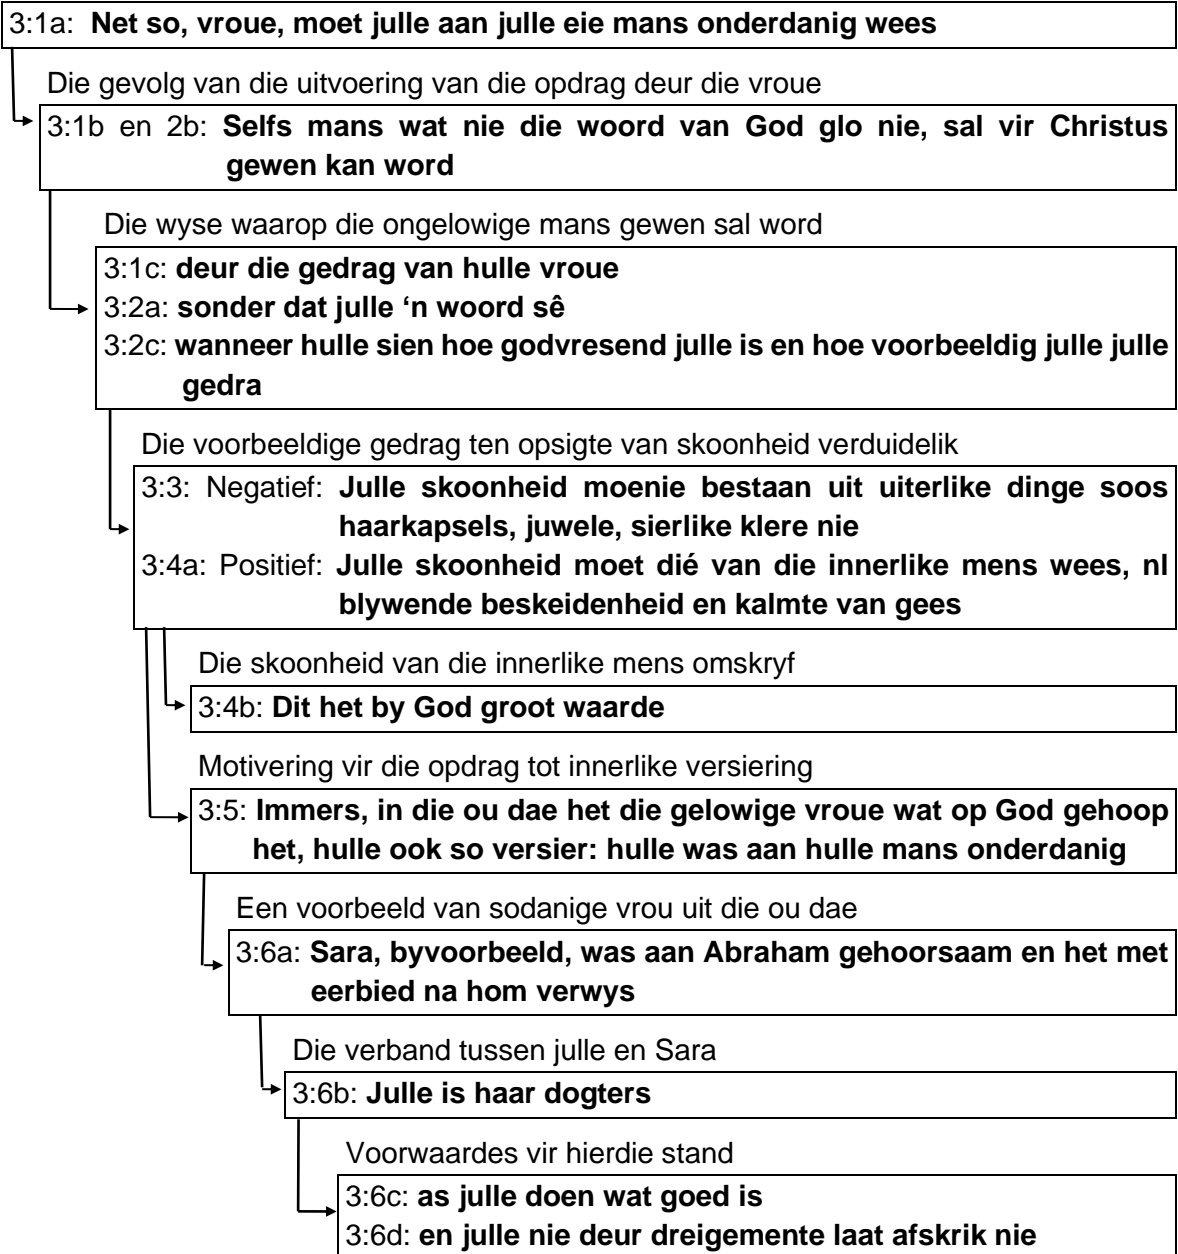 3:1a: Net so, vroue, moet julle aan julle eie mans onderdanig wees
Die gevolg van die uitvoering van die opdrag deur die vroue
3:1b en 2b: Selfs mans wat nie die woord van God glo nie, sal vir Christus
gewen kan word
Die wyse waarop die ongelowige mans gewen sal word
3:1c: deur die gedrag van hulle vroue
3:2a: sonder dat julle ‘n woord sê
3:2c: wanneer hulle sien hoe godvresend julle is en hoe voorbeeldig julle julle
gedra
Die voorbeeldige gedrag ten opsigte van skoonheid verduidelik
3:3: Negatief: Julle skoonheid moenie bestaan uit uiterlike dinge soos
haarkapsels, juwele, sierlike klere nie
3:4a: Positief: Julle skoonheid moet dié van die innerlike mens wees, nl
blywende beskeidenheid en kalmte van gees
Die skoonheid van die innerlike mens omskryf
3:4b: Dit het by God groot waarde
Motivering vir die opdrag tot innerlike versiering
3:5: Immers, in die ou dae het die gelowige vroue wat op God gehoop
het, hulle ook so versier: hulle was aan hulle mans onderdanig
Een voorbeeld van sodanige vrou uit die ou dae
3:6a: Sara, byvoorbeeld, was aan Abraham gehoorsaam en het met
eerbied na hom verwys
Die verband tussen julle en Sara
3:6b: Julle is haar dogters
Voorwaardes vir hierdie stand
3:6c: as julle doen wat goed is
3:6d: en julle nie deur dreigemente laat afskrik nie